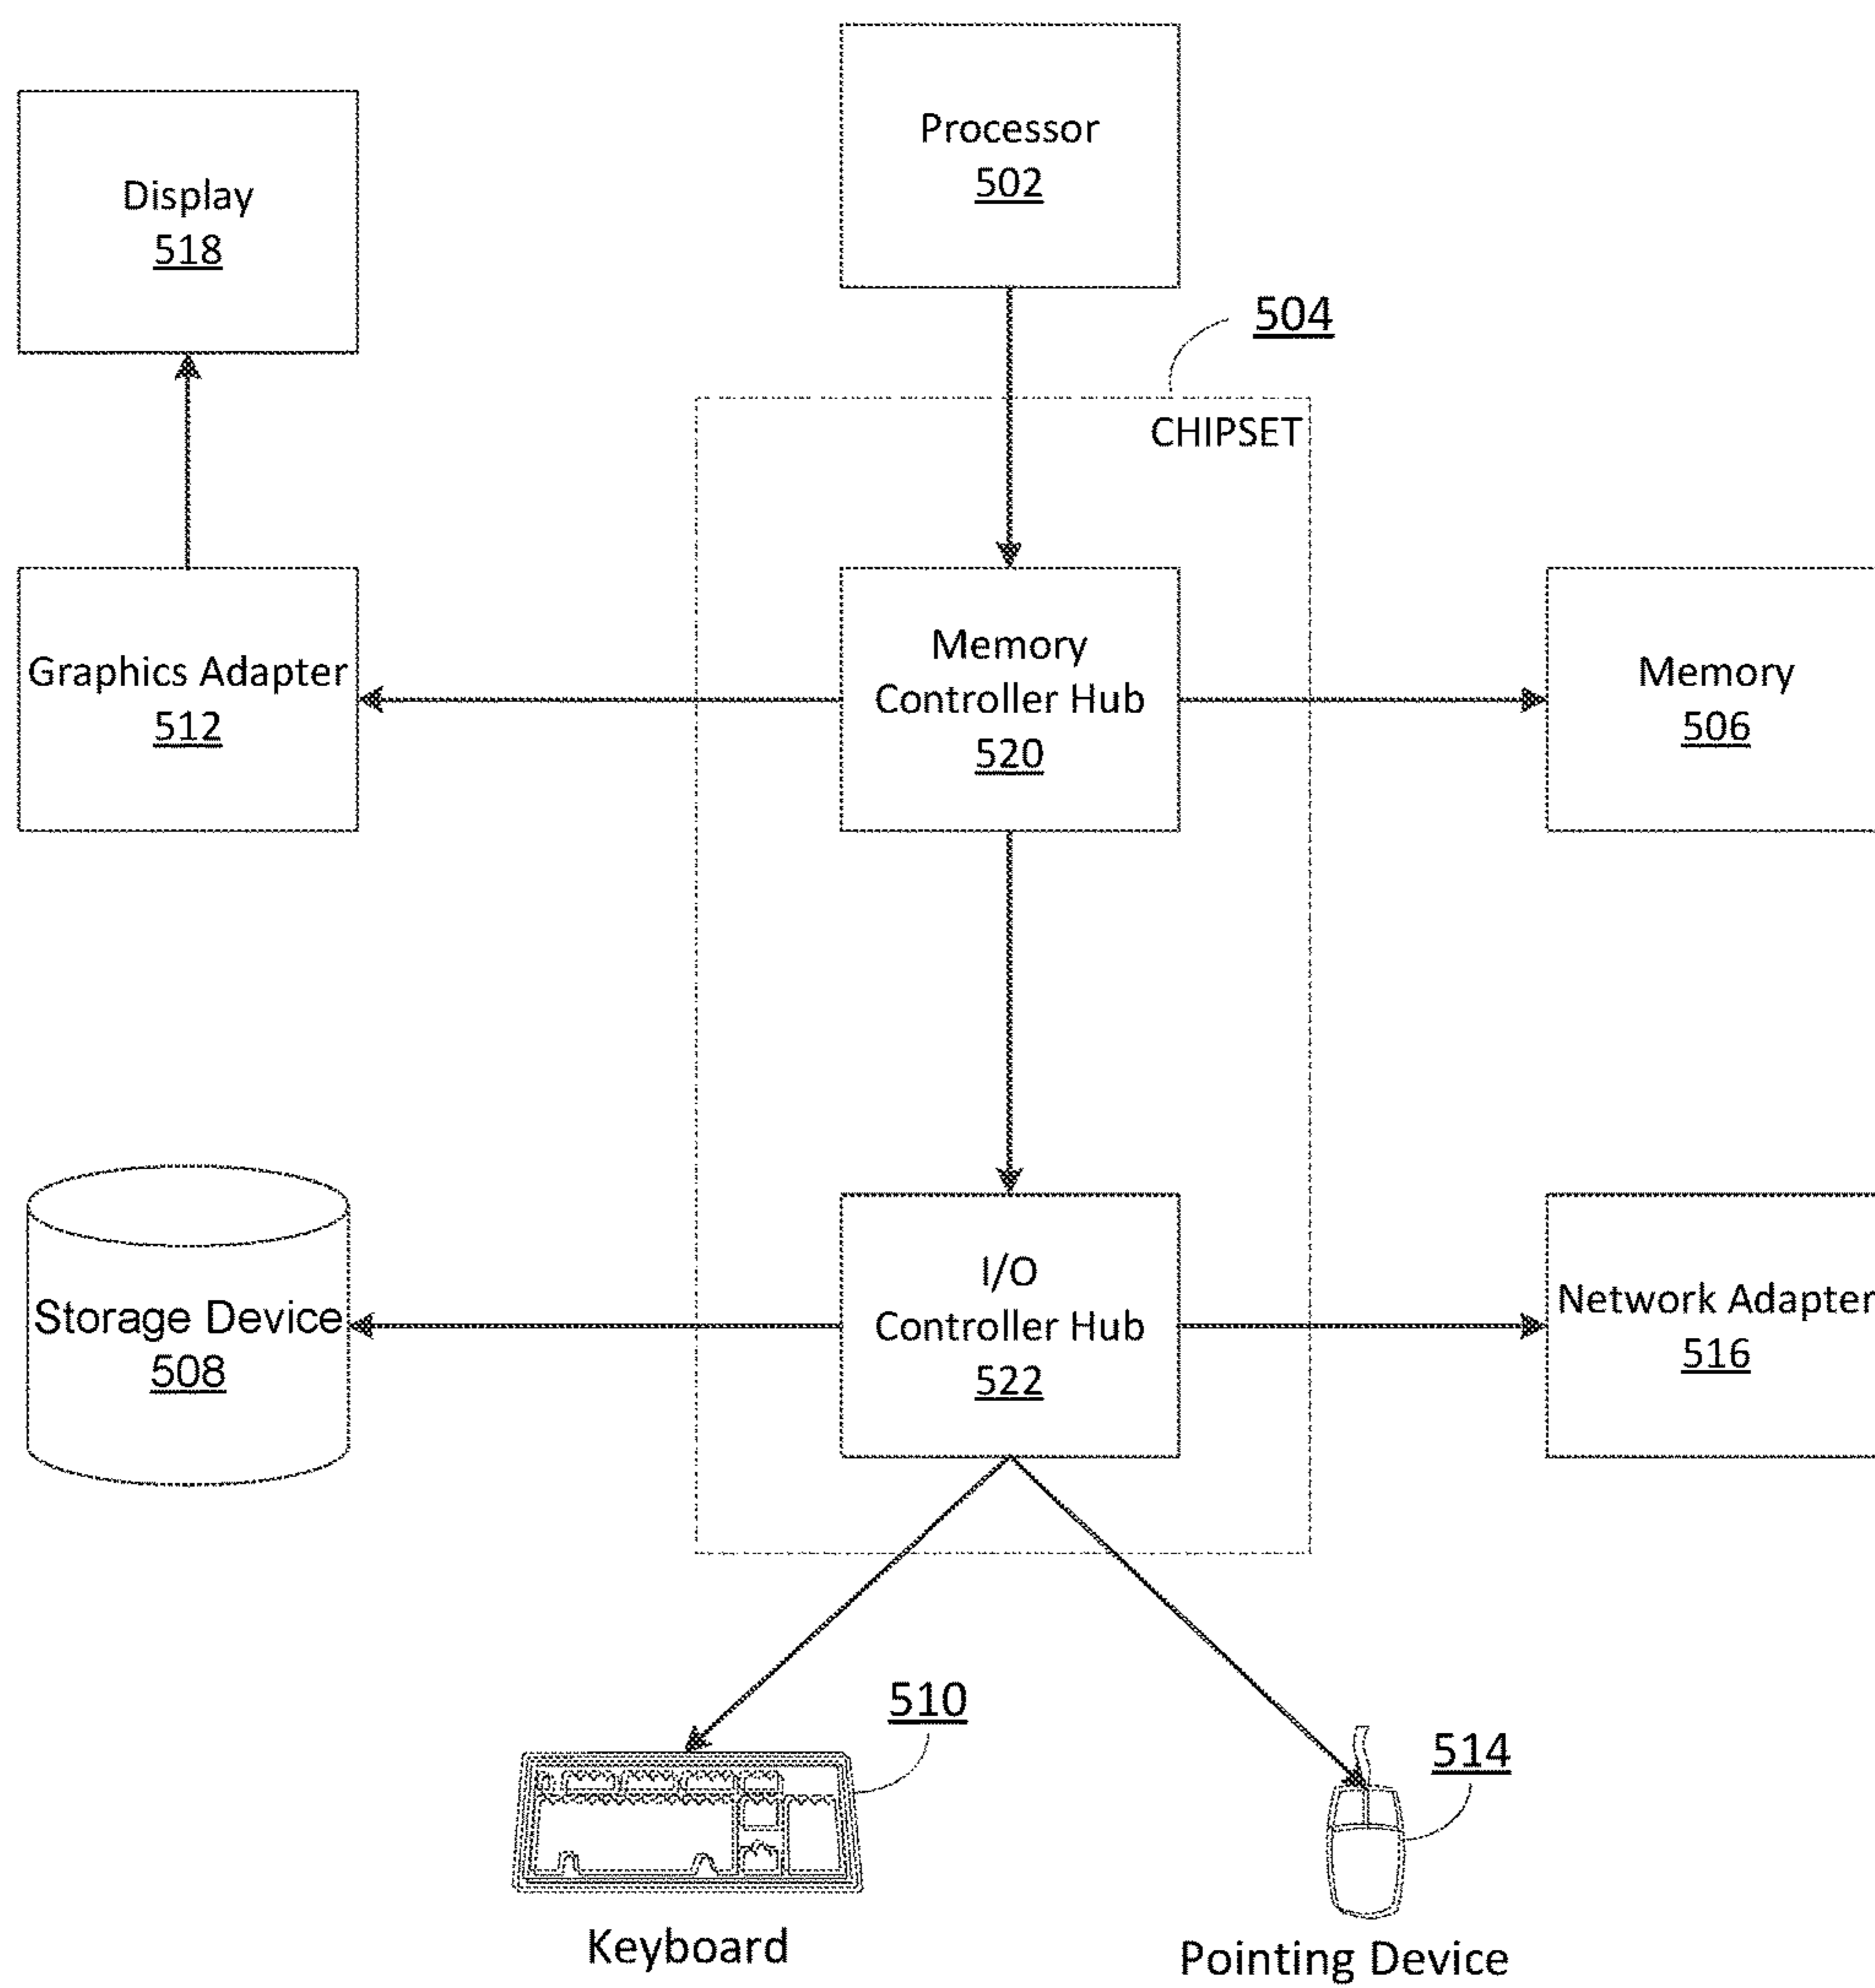 Processor
502
Display
518
504
CHIPSET
Graphics Adapter
512
Memory
Controller Hub
520
Memory
506
Storage Device
508
I/O
Controller Hub
522
Network Adapter
516
510
514
Keyboard
Pointing Device